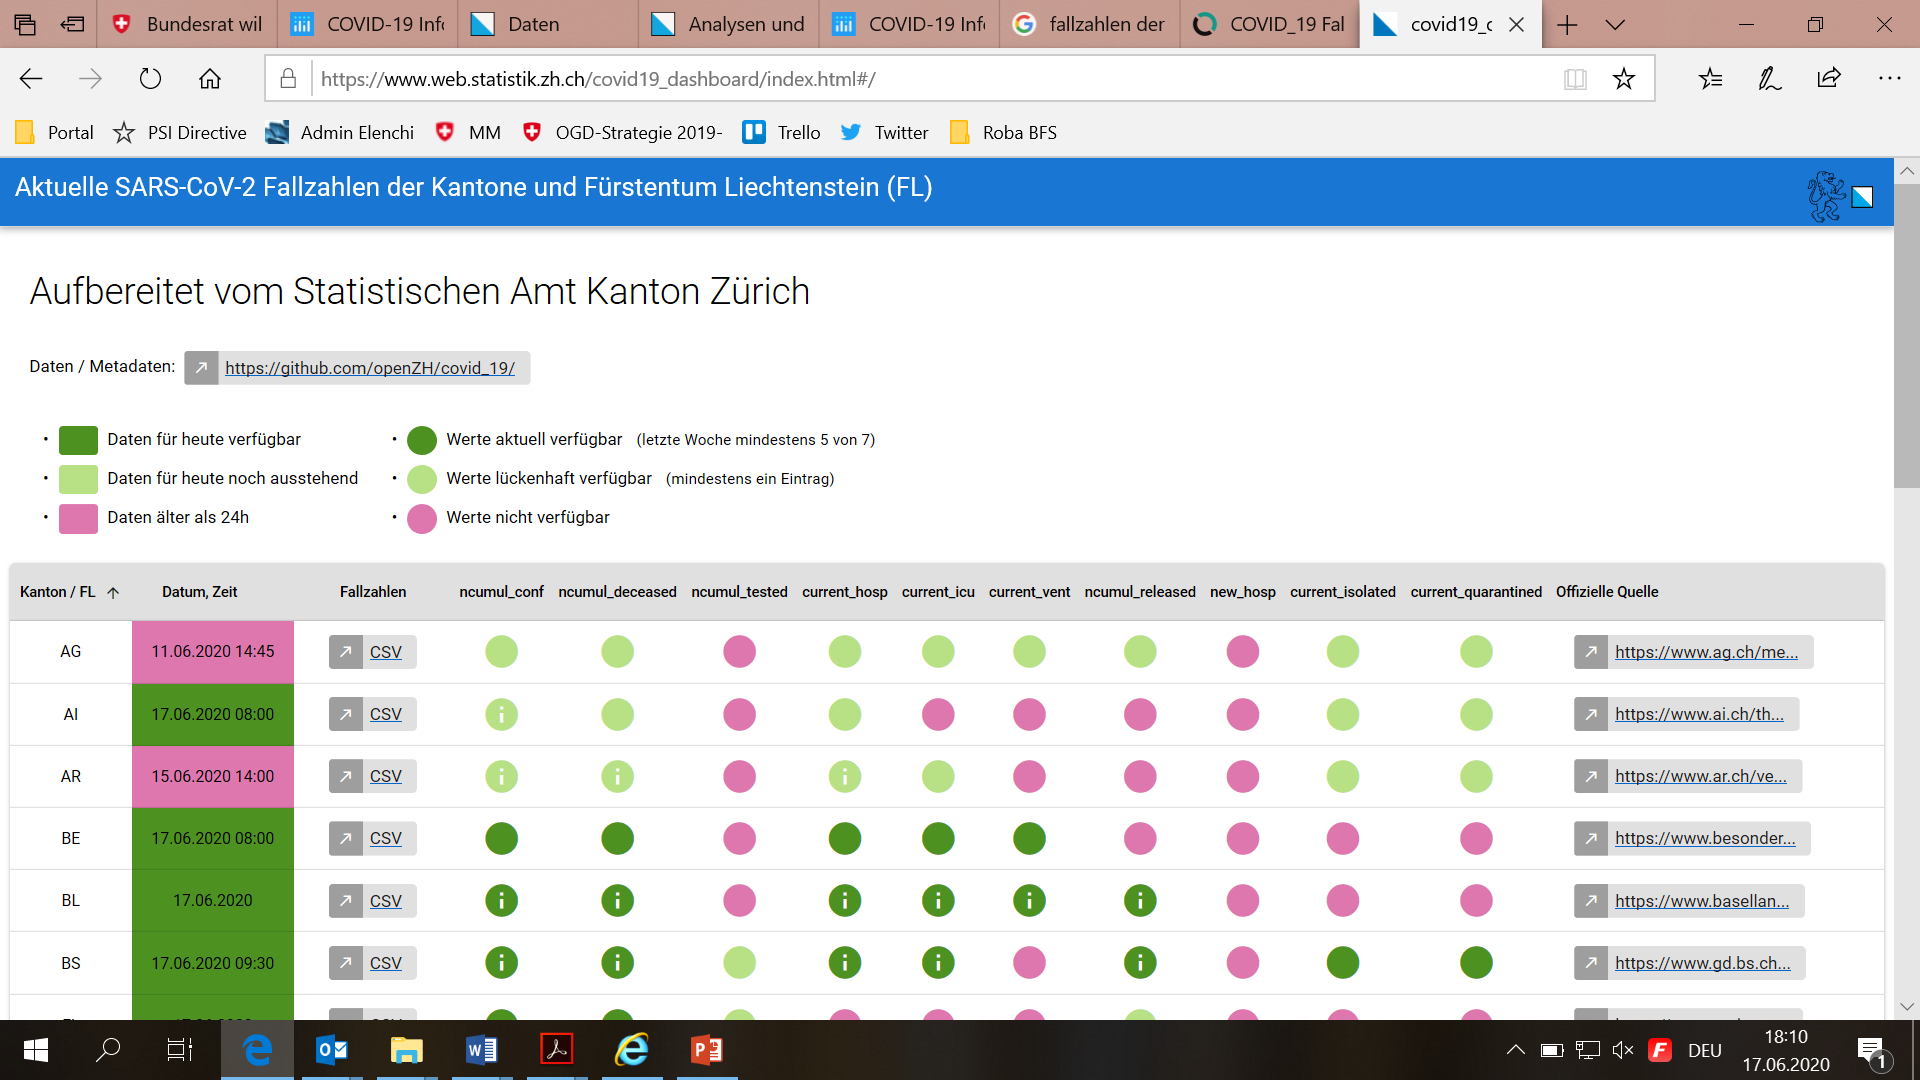 Bundesrat wil
COVID-19 Info
Daten
Analysen und
COVID-19 Info
fallzahlen der
COVID_19 Fal
covid19_c
https://www.web.statistik.zh.ch/covid19_dashboard/index.html#/
Portal
PSI Directive
Admin Elenchi
MM
OGD-Strategie 2019-
Trello
Twitter
Roba BFS
Aktuelle SARS-CoV-2 Fallzahlen der Kantone und Fürstentum Liechtenstein (FL)
Aufbereitet vom Statistischen Amt Kanton Zürich
Daten / Metadaten: https://github.com/openZH/covid_19/
Daten für heute verfügbar
Werte aktuell verfügbar (letzte Woche mindestens 5 von 7)
Daten für heute noch ausstehend
Werte lückenhaft verfügbar (mindestens ein Eintrag)
Daten älter als 24h
Werte nicht verfügbar
Kanton / FL Datum, Zeit Fallzahlen ncumul_conf ncumul_deceased ncumul_tested current_hosp current_icu current_vent ncumul_released new_hosp current_isolated current_quarantined Offizielle Quelle
AG 11.06.2020 14:45 CSV https://www.ag.ch/me...
AI 17.06.2020 08:00 CSV https://www.ai.ch/th...
AR 15.06.2020 14:00 CSV https://www.ar.ch/ve...
BE 17.06.2020 08:00 CSV https://www.besonder...
BL 17.06.2020 CSV https://www.basellan...
BS 17.06.2020 09:30 CSV https://www.gd.bs.ch...
DEU
18:10
17.06.2020
1